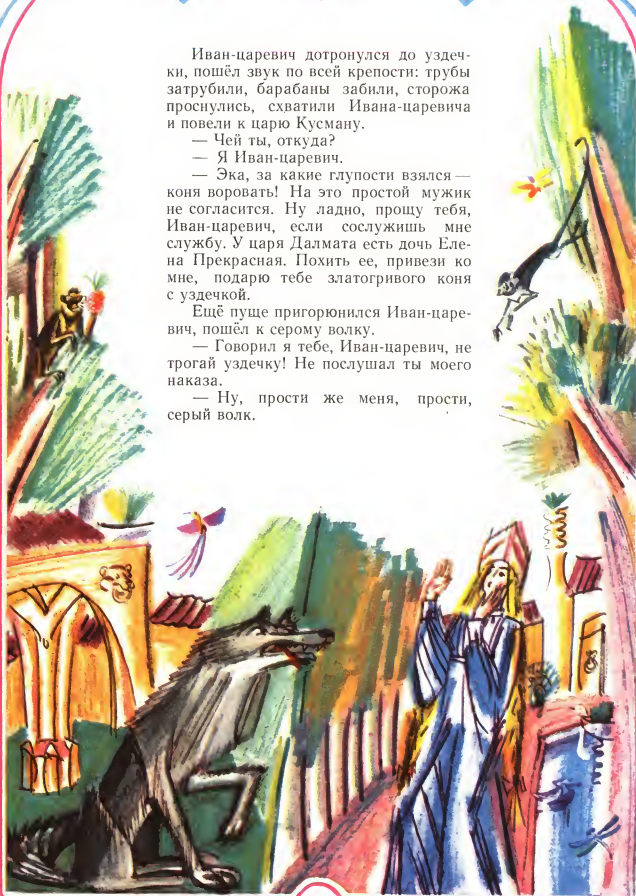 Иван-царевич дотронулся до уздеч-
ки, пошёл звук по всей крепости: трубы
затрубили, барабаны забили, сторожа
проснулись, схватили Ивана-царевича
и повели к царю Кусману.
— Чей ты, откуда?
— Я Иван-царевич.
— Эка, за какие глупости взялся —
коня воровать! На это простой мужик
не согласится. Ну ладно, прощу тебя,
Иван-царевич, если сослужишь мне
службу. У царя Далмата есть дочь Еле-
на Прекрасная. Похить ее, привези ко
мне, подарю тебе златогривого коня
с уздечкой.
Ещё пуще пригорюнился Иван-царе-
вич, пошёл к серому волку.
— Говорил я тебе, Иван-царевич, не
трогай уздечку! Не послушал ты моего
наказа.
— Ну, прости же меня, прости,
серый волк.